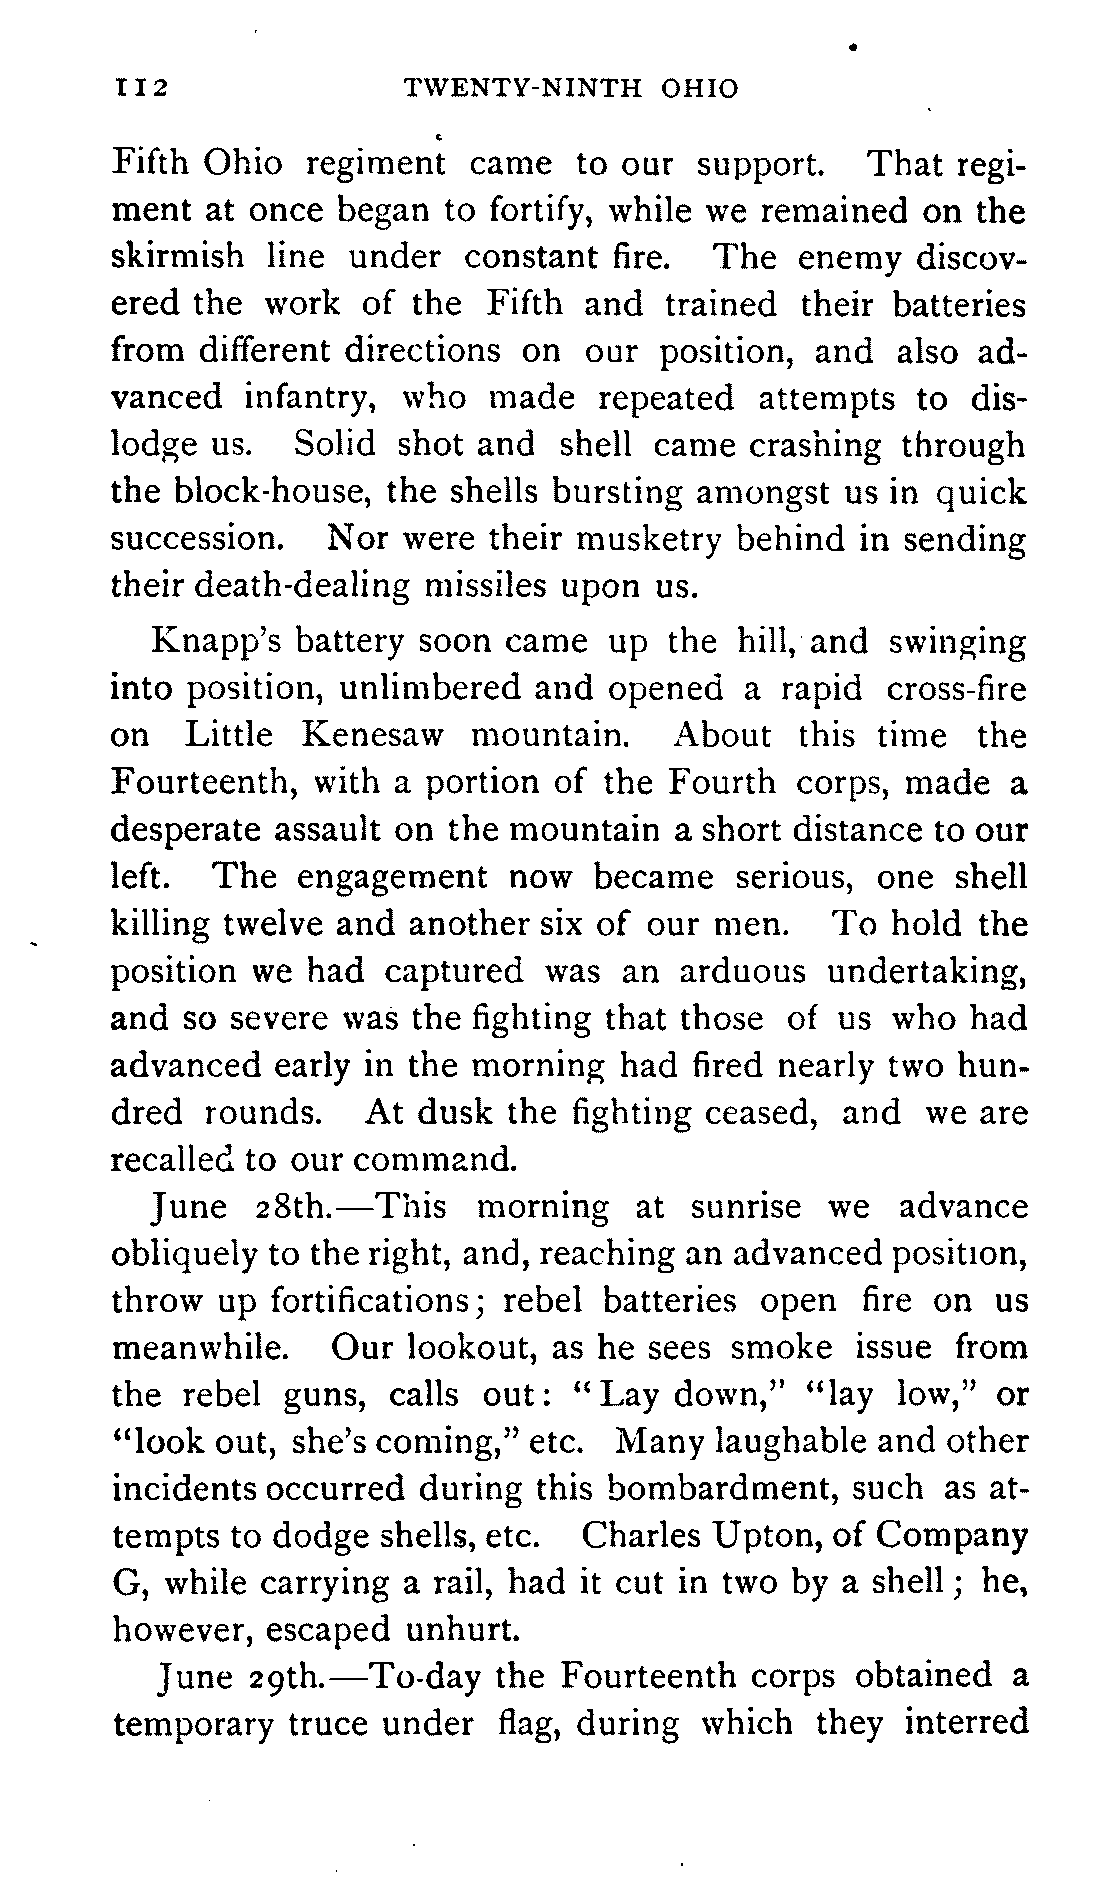 112 TWENTY-NINTH OHIO
Fifth Ohio regiment came to our support. That regi-
ment at once began to fortify, while we remained on the
skirmish line under constant fire. The enemy discov-
ered the work of the Fifth and trained their batteries
from different directions on our position, and also ad-
vanced infantry, who made repeated attempts to dis-
lodge us. Solid shot and shell came crashing through
the block-house, the shells bursting amongst us in quick
succession. Nor were their musketry behind in sending
their death-dealing missiles upon us.
Knapp's battery soon came up the hill, and swinging
into position, unlimbered and opened a rapid cross-fire
on Little Kenesaw mountain. About this time the
Fourteenth, with a portion of the Fourth corps, made a
desperate assault on the mountain a short distance to our
left. The engagement now became serious, one shell
killing twelve and another six of our men. To hold the
position we had captured was an arduous undertaking,
and so severe was the fighting that those of us who had
advanced early in the morning had fired nearly two hun-
dred rounds. At dusk the fighting ceased, and we are
recalled to our command.
June 28th.—This morning at sunrise we advance
obliquely to the right, and, reaching an advanced position,
throw up fortifications; rebel batteries open fire on us
meanwhile. Our lookout, as he sees smoke issue from
the rebel guns, calls out: "Lay down," "lay low," or
"look out, she's coming," etc. Many laughable and other
incidents occurred during this bombardment, such as at-
tempts to dodge shells, etc. Charles Upton, of Company
G, while carrying a rail, had it cut in two by a shell; he,
however, escaped unhurt.
June 29th.—To-day the Fourteenth corps obtained a
temporary truce under flag, during which they interred